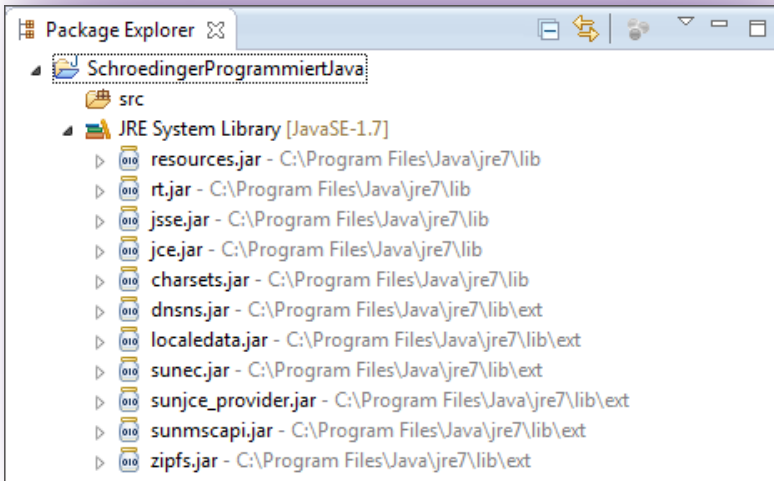 Package Explorer
SchroedingerProgrammiertJava
src
JRE System Library [JavaSE-1.7]
resources.jar - C:\Program Files\Java\jre7\lib
rt.jar - C:\Program Files\Java\jre7\lib
jsse.jar - C:\Program Files\Java\jre7\lib
jce.jar - C:\Program Files\Java\jre7\lib
charsets.jar - C:\Program Files\Java\jre7\lib
dnsns.jar - C:\Program Files\Java\jre7\lib\ext
localedata.jar - C:\Program Files\Java\jre7\lib\ext
sunec.jar - C:\Program Files\Java\jre7\lib\ext
sunjce_provider.jar - C:\Program Files\Java\jre7\lib\ext
sunmscapi.jar - C:\Program Files\Java\jre7\lib\ext
zipfs.jar - C:\Program Files\Java\jre7\lib\ext